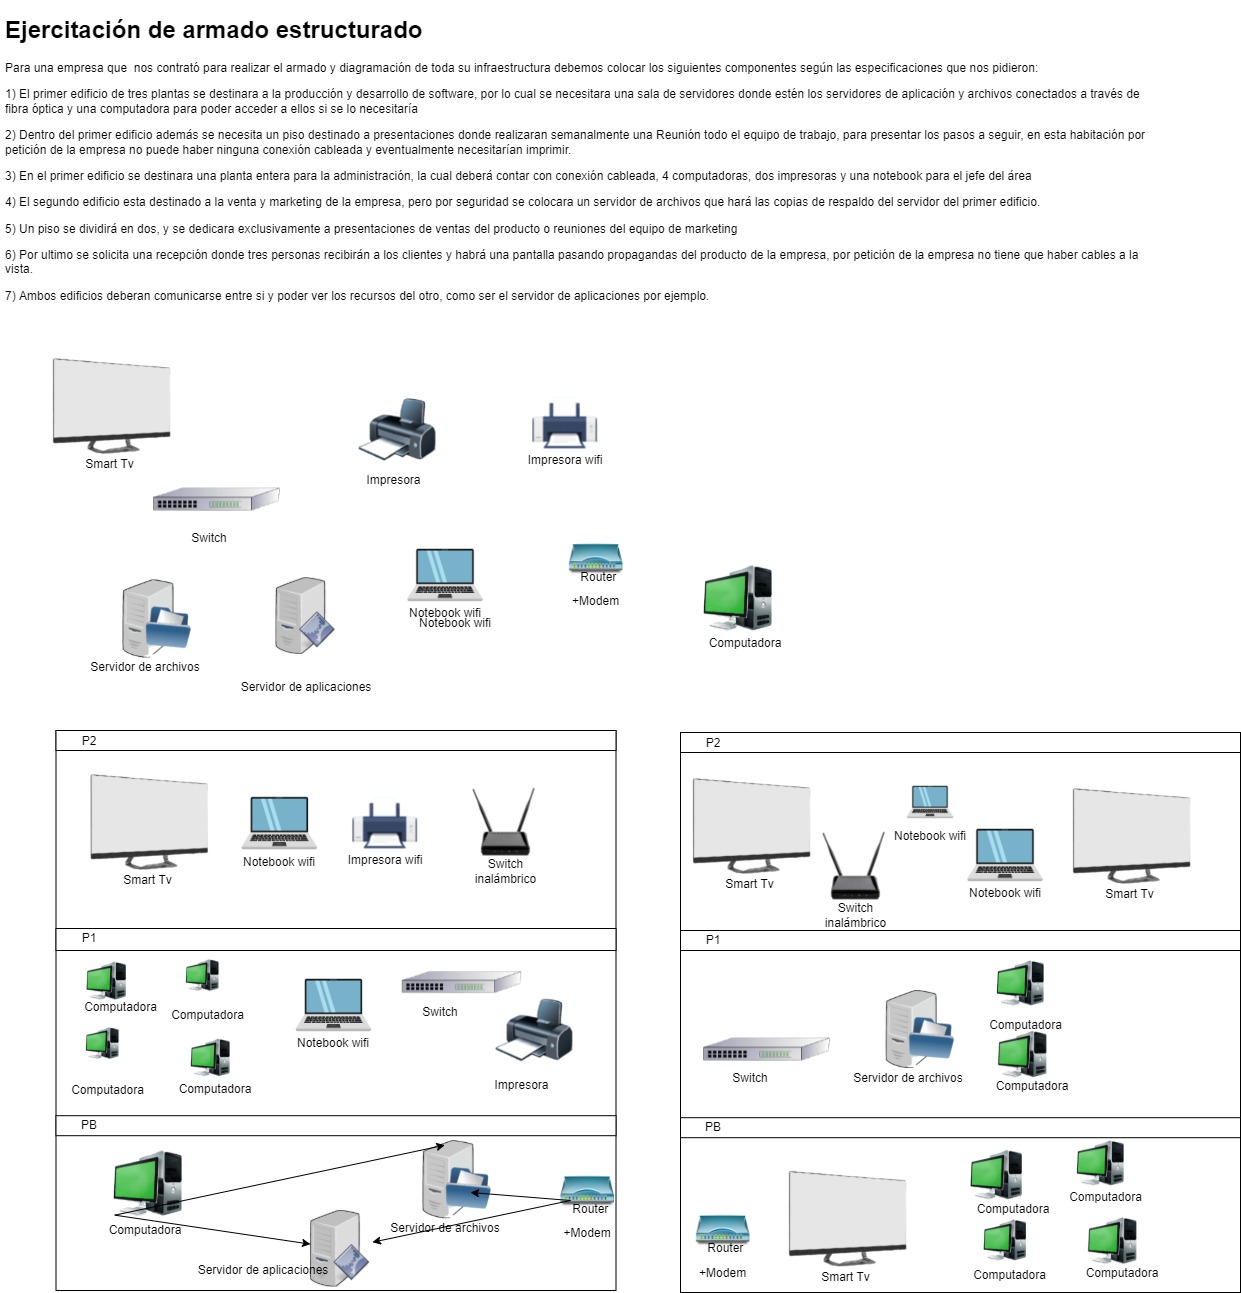 Ejercitación de armado estructurado
Para una empresa que  nos contrató para realizar el armado y diagramación de toda su infraestructura debemos colocar los siguientes componentes según las especificaciones que nos pidieron:
1) El primer edificio de tres plantas se destinara a la producción y desarrollo de software, por lo cual se necesitara una sala de servidores donde estén los servidores de aplicación y archivos conectados a través de
fibra óptica y una computadora para poder acceder a ellos si se lo necesitaría
2) Dentro del primer edificio además se necesita un piso destinado a presentaciones donde realizaran semanalmente una Reunión todo el equipo de trabajo, para presentar los pasos a seguir, en esta habitación por
petición de la empresa no puede haber ninguna conexión cableada y eventualmente necesitarían imprimir.
3) En el primer edificio se destinara una planta entera para la administración, la cual deberá contar con conexión cableada, 4 computadoras, dos impresoras y una notebook para el jefe del área
4) El segundo edificio esta destinado a la venta y marketing de la empresa, pero por seguridad se colocara un servidor de archivos que hará las copias de respaldo del servidor del primer edificio.
5) Un piso se dividirá en dos, y se dedicara exclusivamente a presentaciones de ventas del producto o reuniones del equipo de marketing
6) Por ultimo se solicita una recepción donde tres personas recibirán a los clientes y habrá una pantalla pasando propagandas del producto de la empresa, por petición de la empresa no tiene que haber cables a la
vista.
7) Ambos edificios deberan comunicarse entre si y poder ver los recursos del otro, como ser el servidor de aplicaciones por ejemplo.
Smart Tv
Impresora
Impresora wifi
Switch
Servidor de archivos
Servidor de aplicaciones
Notebook wifi
Notebook wifi
Router
+Modem
Computadora
P2
Smart Tv
Notebook wifi
Impresora wifi
Switch
inalámbrico
P1
Computadora
Computadora
Computadora
Computadora
Notebook wifi
Switch
Impresora
PB
Computadora
Servidor de archivos
Servidor de aplicaciones
Router
+Modem
P2
Smart Tv
Switch
inalámbrico
Notebook wifi
Notebook wifi
Smart Tv
P1
Switch
Servidor de archivos
Computadora
Computadora
PB
Router
+Modem
Smart Tv
Computadora
Computadora
Computadora
Computadora